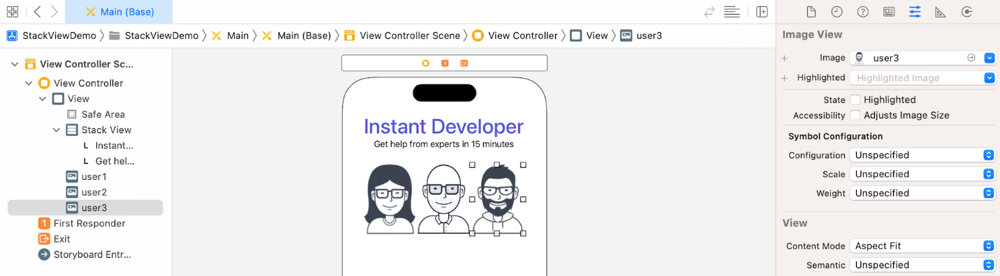 Main (Base)
StackViewDemo StackViewDemo Main Main (Base) View Controller Scene View Controller View user3
View Controller Sc...
View Controller
View
Safe Area
Stack View
L Instant...
L Get hel...
user1
user2
user3
1 First Responder
Exit
Storyboard Entr...
1
Instant Developer
Get help from experts in 15 minutes
Image View
Image user3
Highlighted Highlighted Image
State Highlighted
Accessibility Adjusts Image Size
Symbol Configuration
Configuration Unspecified
Scale Unspecified
Weight Unspecified
View
Content Mode Aspect Fit
Semantic Unspecified